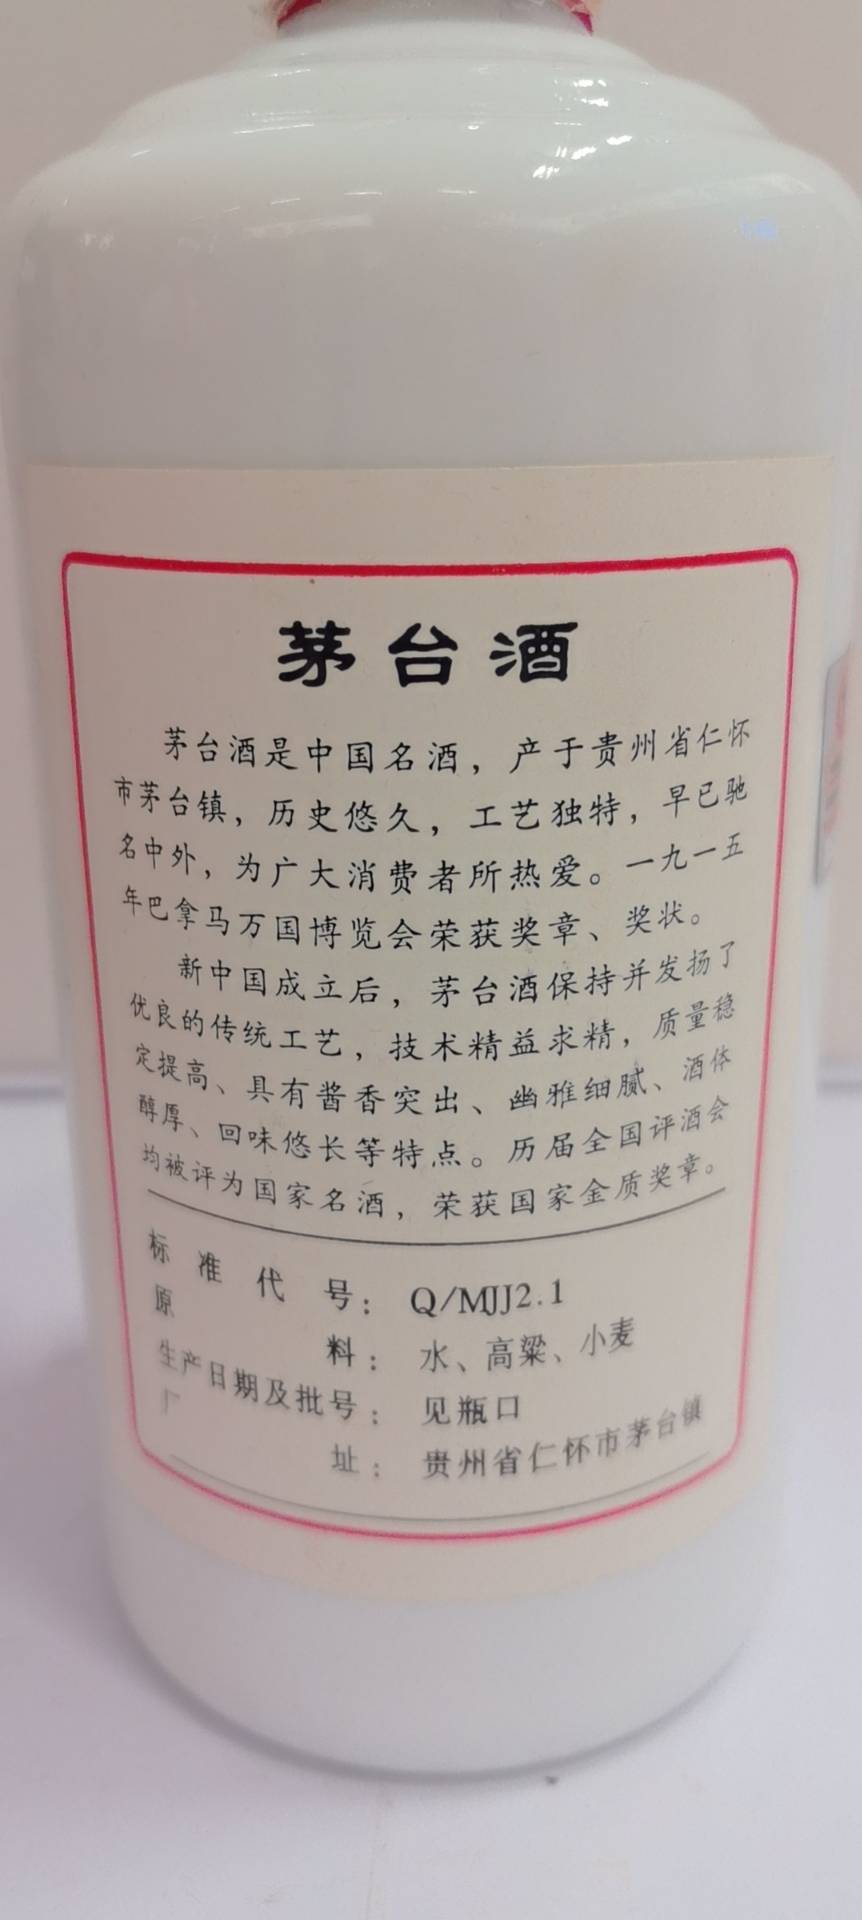 茅台酒
茅台酒是中国名酒，产于贵州省仁怀
市茅台镇，历史悠久，工艺独特，早已驰
名中外，为广大消费者所热爱。一九一五
年巴拿马万国博览会荣获奖章、奖状。
新中国成立后，茅台酒保持并发扬了
优良的传统工艺，技术精益求精，质量稳
定提高、具有酱香突出、幽雅细腻、酒体
醇厚、回味悠长等特点。历届全国评酒会
均被评为国家名酒，荣获国家金质奖章。
标准代号：Q/MJJ2.1
原料：水、高粱、小麦
生产日期及批号：见瓶口
厂址：贵州省仁怀市茅台镇